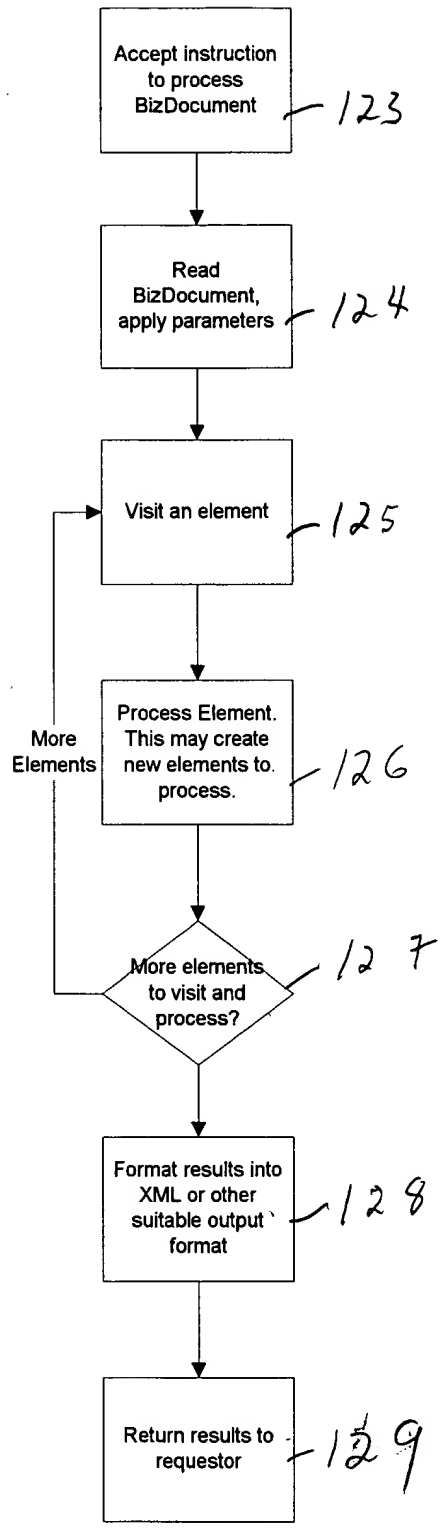 Accept instruction
to process
BizDocument
123
Read
BizDocument,
apply parameters
124
Visit an element
125
More
Elements
Process Element.
This may create
new elements to.
process.
126
More elements
to visit and
process?
127
Format results into
XML or other
suitable output
format
128
Return results to
requestor
129